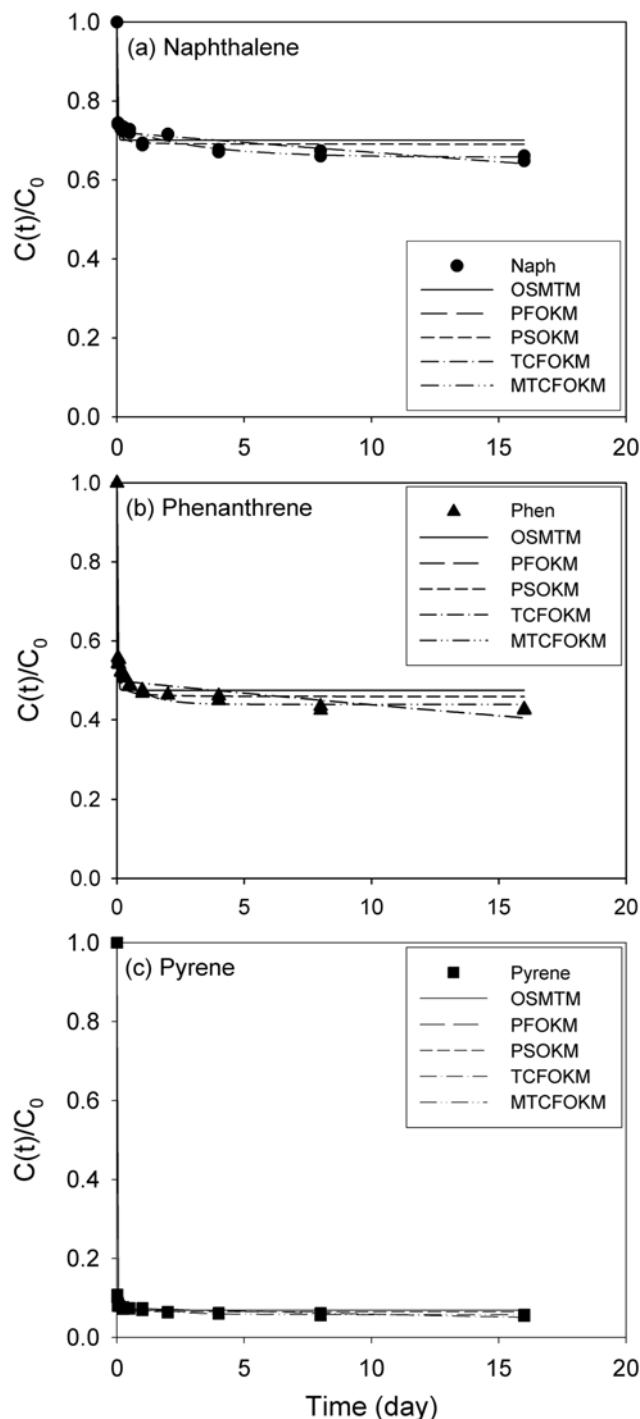 1.0
(a) Naphthalene
0.8
0.6
C(t)/C0
0.4
0.2
0.0
Naph
OSMTM
PFOKM
PSOKM
TCFOKM
MTCFOKM
0 5 10 15 20
1.0
(b) Phenanthrene
0.8
0.6
C(t)/C0
0.4
0.2
0.0
Phen
OSMTM
PFOKM
PSOKM
TCFOKM
MTCFOKM
0 5 10 15 20
1.0
(c) Pyrene
0.8
0.6
C(t)/C0
0.4
0.2
0.0
Pyrene
OSMTM
PFOKM
PSOKM
TCFOKM
MTCFOKM
0 5 10 15 20
Time (day)